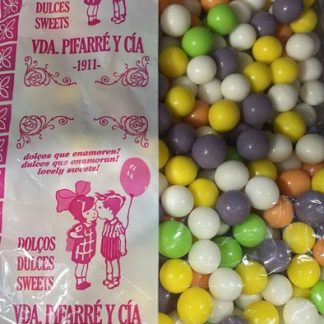 DOLÇOS
DULCES
SWEETS
VDA. PIFARRÉ Y CÍA
-1911-
dolços que enamoren!
dulces que enamoran!
lovely sweets!
DOLÇOS
DULCES
SWEETS
VDA. PIFARRÉ Y CÍA